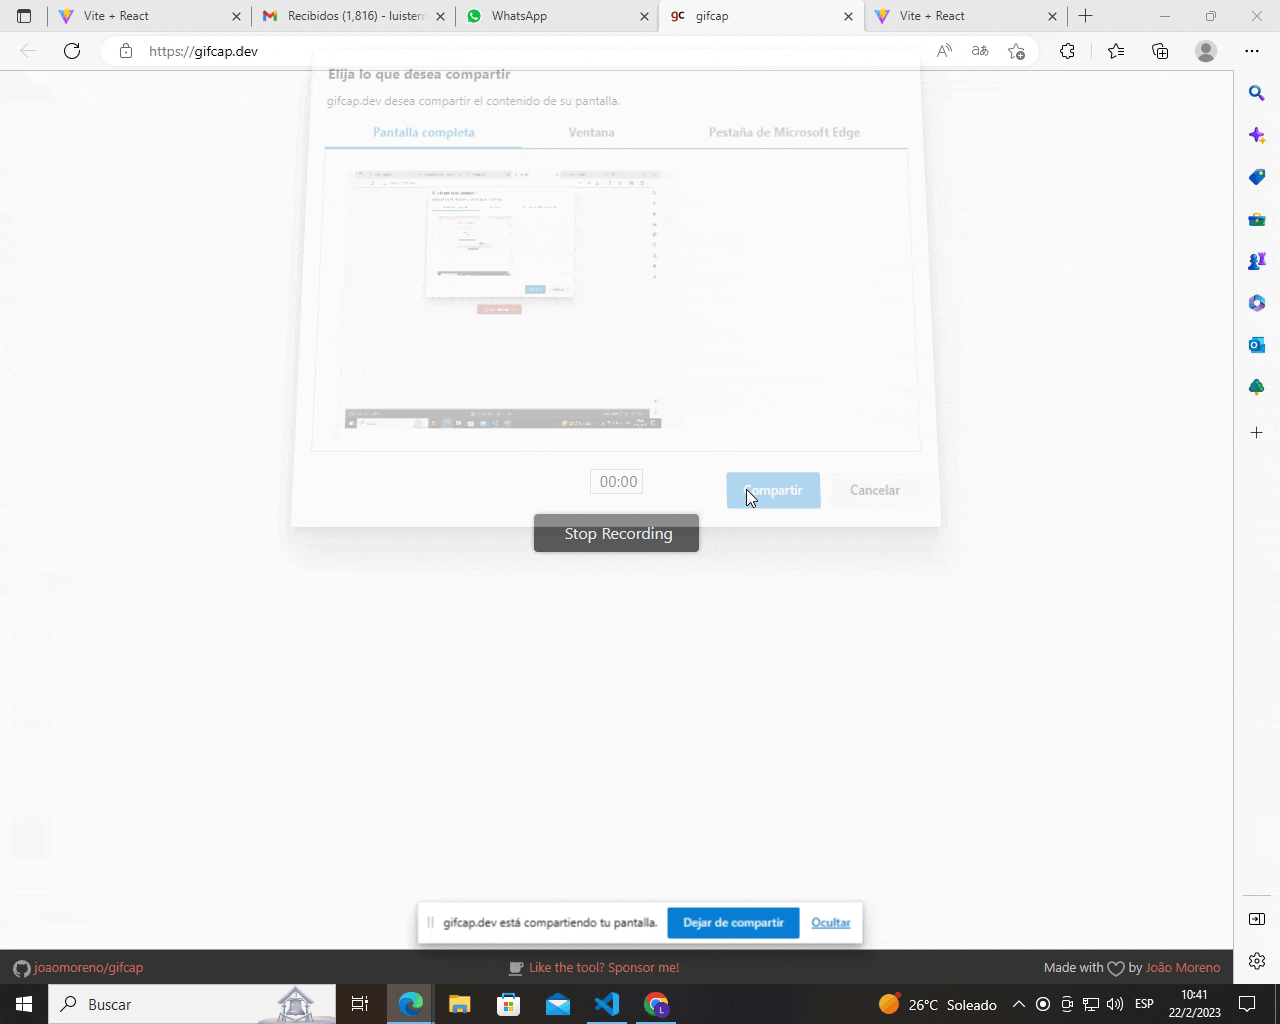 Vite + React
Recibidos (1,816) - luistern
WhatsApp
gc gifcap
Vite + React
https://gifcap.dev
Elija lo que desea compartir
gifcap.dev desea compartir el contenido de su pantalla.
Pantalla completa
Ventana
Pestaña de Microsoft Edge
00:00
Compartir
Cancelar
Stop Recording
gifcap.dev está compartiendo tu pantalla.
Dejar de compartir
Ocultar
joaomoreno/gifcap
Like the tool? Sponsor me!
Made with by João Moreno
Buscar
26°C Soleado
ESP
10:41
22/2/2023